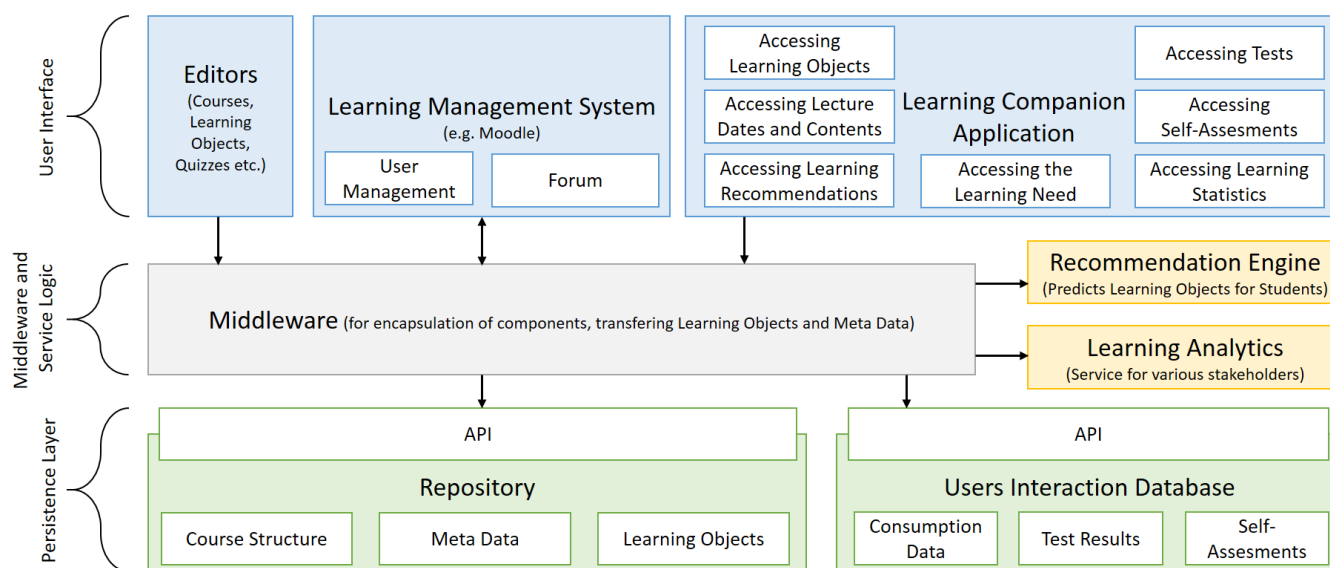 User Interface
Editors
(Courses,
Learning
Objects,
Quizzes etc.)
Learning Management System
(e.g. Moodle)
User
Management
Forum
Accessing
Learning Objects
Accessing Lecture
Dates and Contents
Accessing Learning
Recommendations
Learning Companion
Application
Accessing the
Learning Need
Accessing Tests
Accessing
Self-Assesments
Accessing Learning
Statistics
Middleware and
Service Logic
Middleware (for encapsulation of components, transfering Learning Objects and Meta Data)
Recommendation Engine
(Predicts Learning Objects for Students)
Learning Analytics
(Service for various stakeholders)
Persistence Layer
API
Repository
Course Structure
Meta Data
Learning Objects
API
Users Interaction Database
Consumption
Data
Test Results
Self-
Assesments